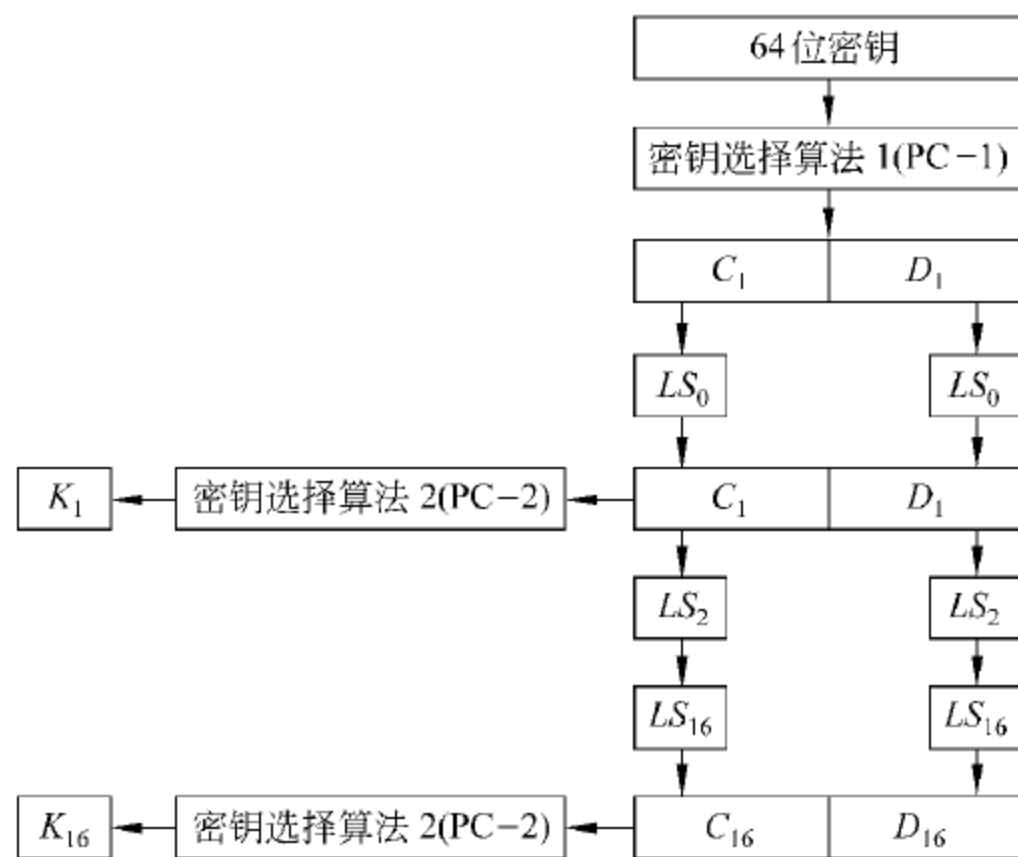 64位密钥
密钥选择算法 1(PC-1)
C₁ D₁
LS₀ LS₀
K₁ 密钥选择算法 2(PC-2) C₁ D₁
LS₂ LS₂
LS₁₆ LS₁₆
K₁₆ 密钥选择算法 2(PC-2) C₁₆ D₁₆